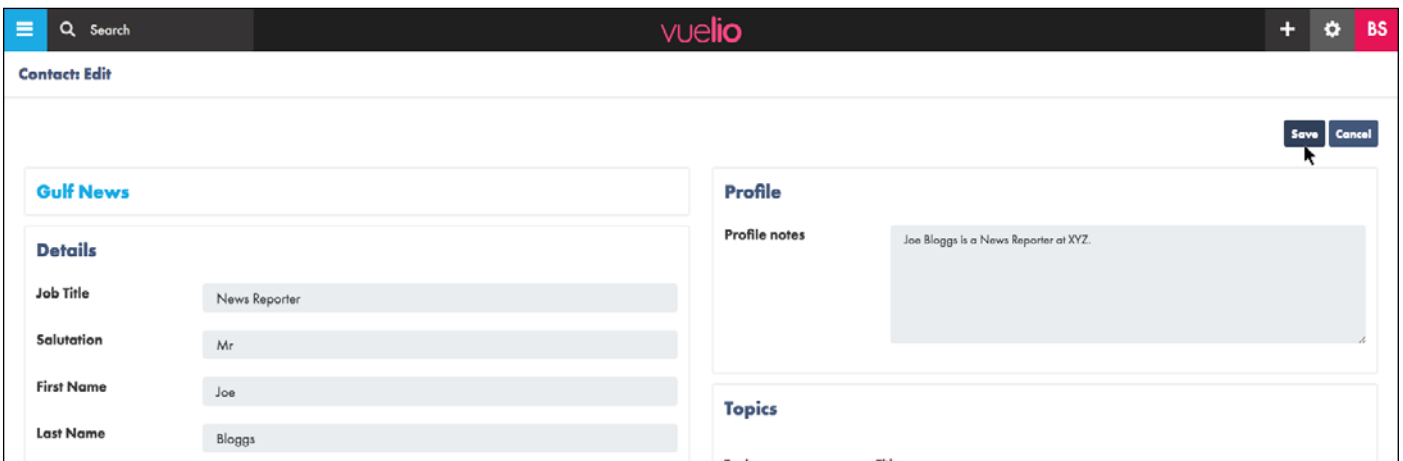 Search
vuelio
BS
Contact: Edit
Save Cancel
Gulf News
Details
Job Title
News Reporter
Salutation
Mr
First Name
Joe
Last Name
Bloggs
Profile
Profile notes
Joe Bloggs is a News Reporter at XYZ.
Topics